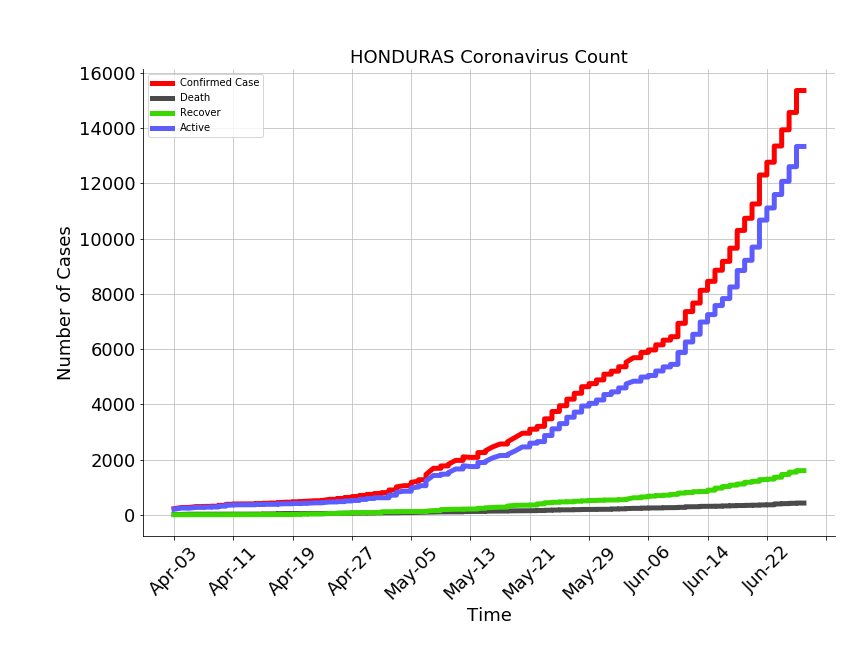 HONDURAS Coronavirus Count
Confirmed Case
Death
Recover
Active
Number of Cases
16000
14000
12000
10000
8000
6000
4000
2000
0
Apr-03
Apr-11
Apr-19
Apr-27
May-05
May-13
May-21
May-29
Jun-06
Jun-14
Jun-22
Time